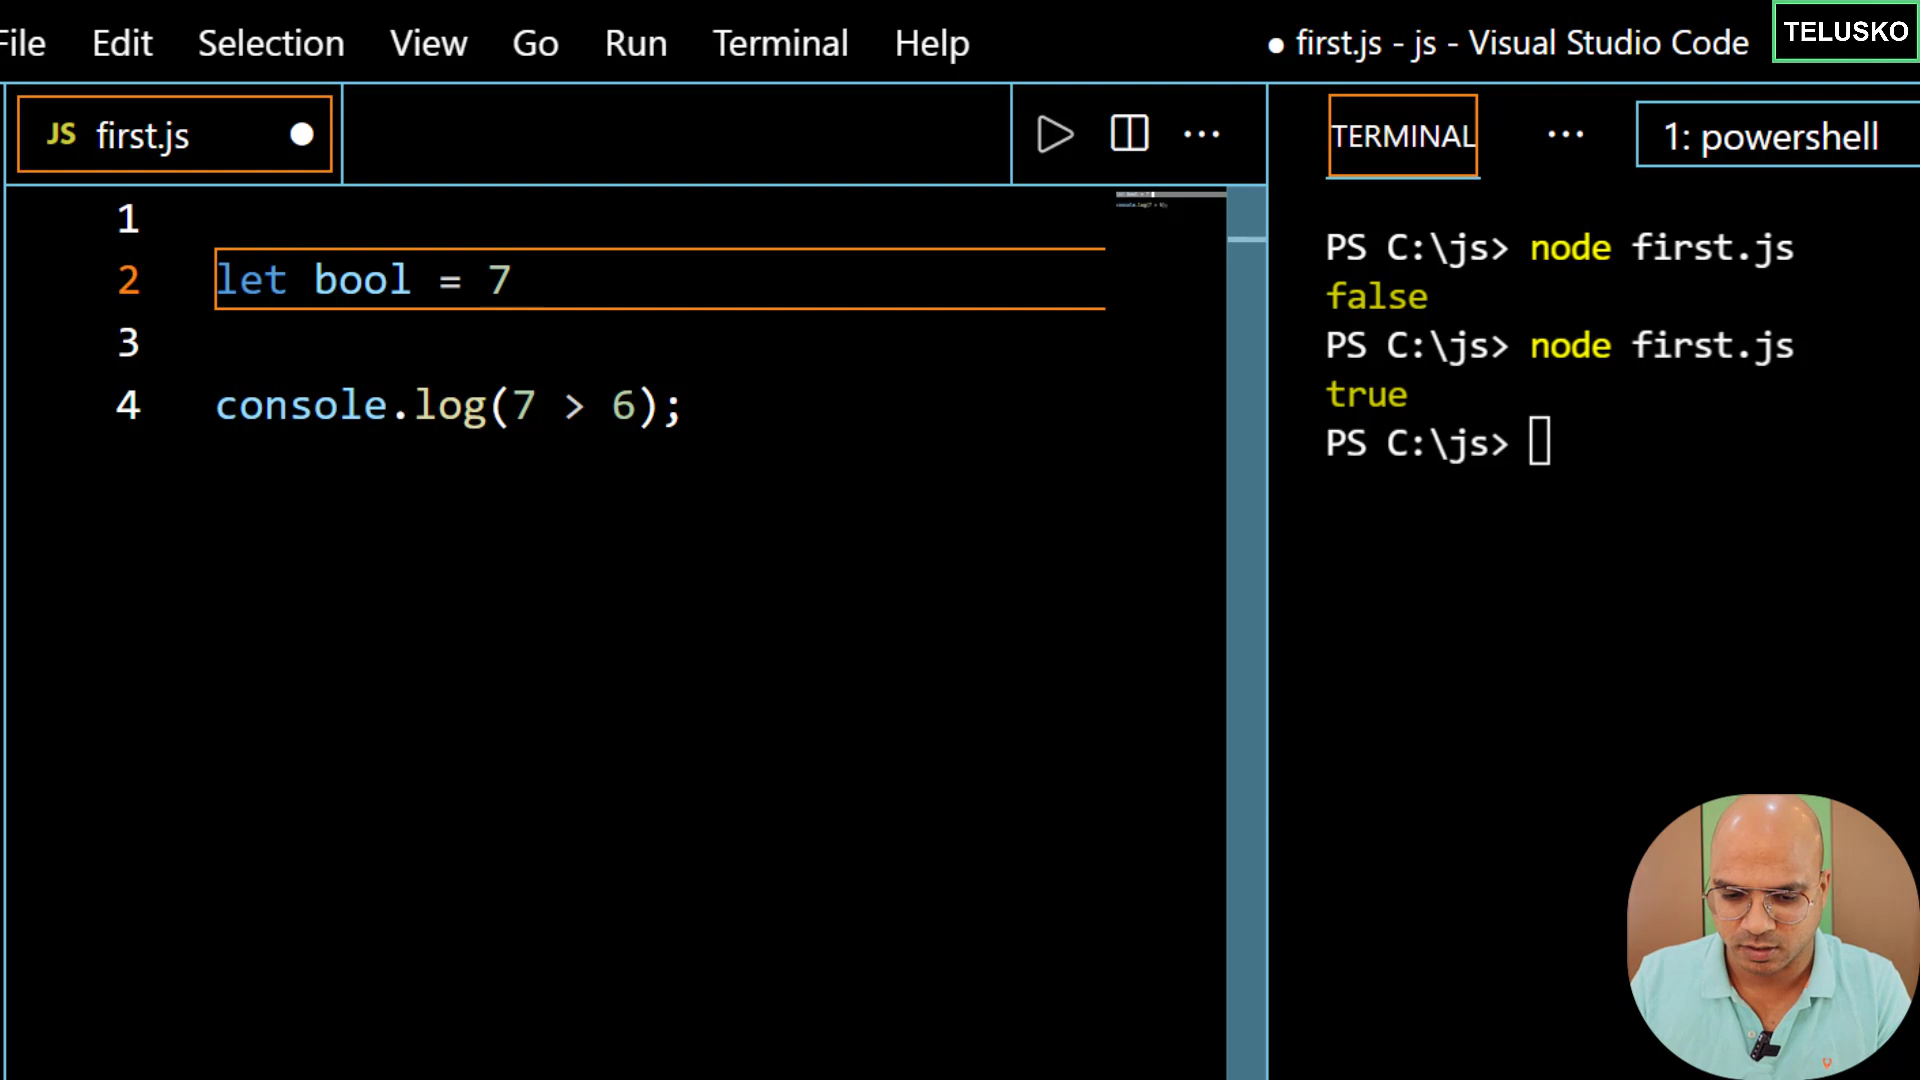 File Edit Selection View Go Run Terminal Help
● first.js - js - Visual Studio Code
TELUSKO
JS first.js
TERMINAL
1: powershell
1
2 let bool = 7
3
4 console.log(7 > 6);
PS C:\js> node first.js
false
PS C:\js> node first.js
true
PS C:\js>